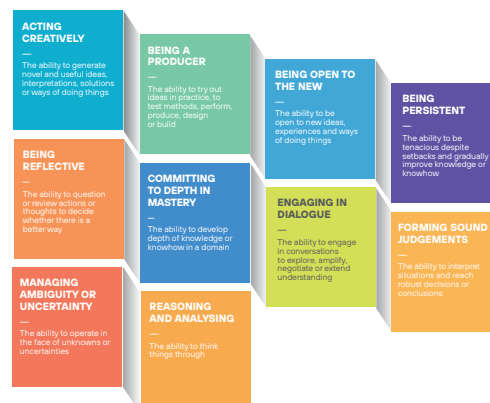 ACTING
CREATIVELY
—
The ability to generate
novel and useful ideas,
interpretations, solutions
or ways of doing things
BEING A
PRODUCER
—
The ability to try out
ideas in practice, to
test methods, perform,
produce, design
or build
BEING OPEN TO
THE NEW
—
The ability to be
open to new ideas,
experiences and ways
of doing things
BEING
PERSISTENT
—
The ability to be
tenacious despite
setbacks and gradually
improve knowledge or
knowhow
BEING
REFLECTIVE
—
The ability to question
or review actions or
thoughts to decide
whether there is a
better way
COMMITTING
TO DEPTH IN
MASTERY
—
The ability to develop
depth of knowledge or
knowhow in a domain
ENGAGING IN
DIALOGUE
—
The ability to engage
in conversations
to explore, amplify,
negotiate or extend
understanding
FORMING SOUND
JUDGEMENTS
—
The ability to interpret
situations and reach
robust decisions or
conclusions
MANAGING
AMBIGUITY OR
UNCERTAINTY
—
The ability to operate in
the face of unknowns or
uncertainties
REASONING
AND ANALYSING
—
The ability to think
things through